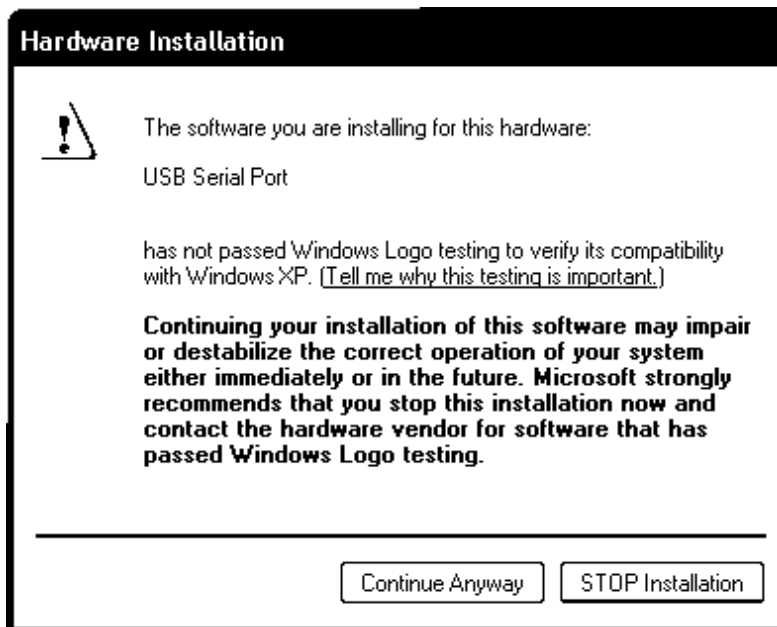 Hardware Installation
The software you are installing for this hardware:
USB Serial Port
has not passed Windows Logo testing to verify its compatibility
with Windows XP. (Tell me why this testing is important.)
Continuing your installation of this software may impair
or destabilize the correct operation of your system
either immediately or in the future. Microsoft strongly
recommends that you stop this installation now and
contact the hardware vendor for software that has
passed Windows Logo testing.
Continue Anyway STOP Installation